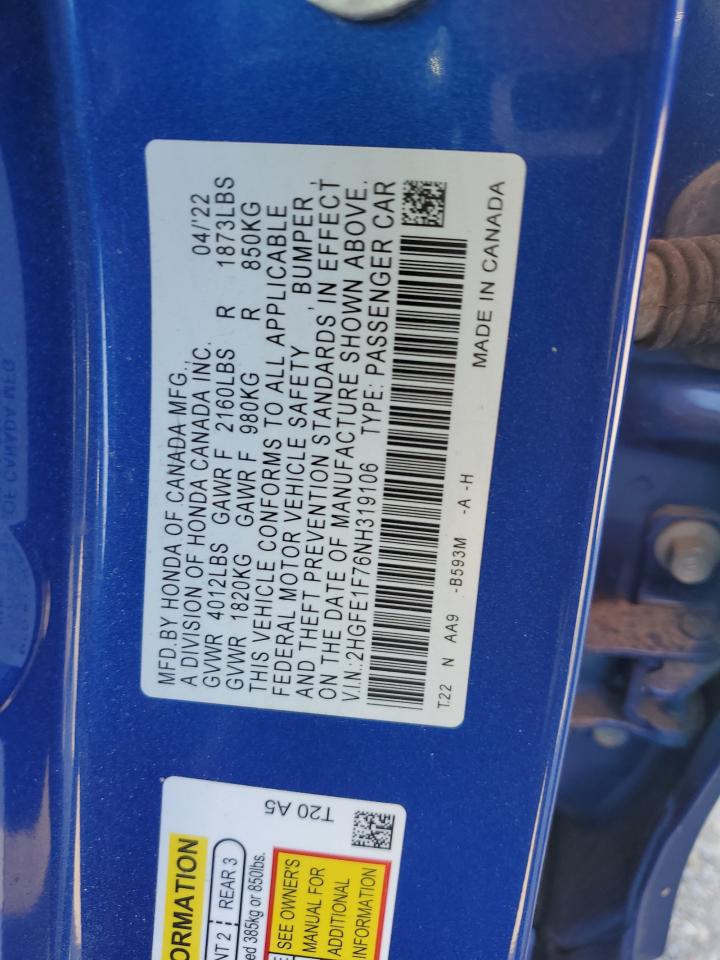 MFD.BY HONDA OF CANADA MFG.,
A DIVISION OF HONDA CANADA INC. 04/'22
GVWR 4012LBS GAWR F 2160LBS R 1873LBS
GVWR 1820KG GAWR F 980KG R 850KG
THIS VEHICLE CONFORMS TO ALL APPLICABLE
FEDERAL MOTOR VEHICLE SAFETY , BUMPER ,
AND THEFT PREVENTION STANDARDS IN EFFECT
ON THE DATE OF MANUFACTURE SHOWN ABOVE.
V.I.N.:2HGFE1F76NH319106 TYPE: PASSENGER CAR
T.22 N AA9 -B593M -A -H
MADE IN CANADA
T20 A5
ORMATION
NT 2 REAR 3
ed 385kg or 850lbs.
SEE OWNER'S
MANUAL FOR
ADDITIONAL
INFORMATION